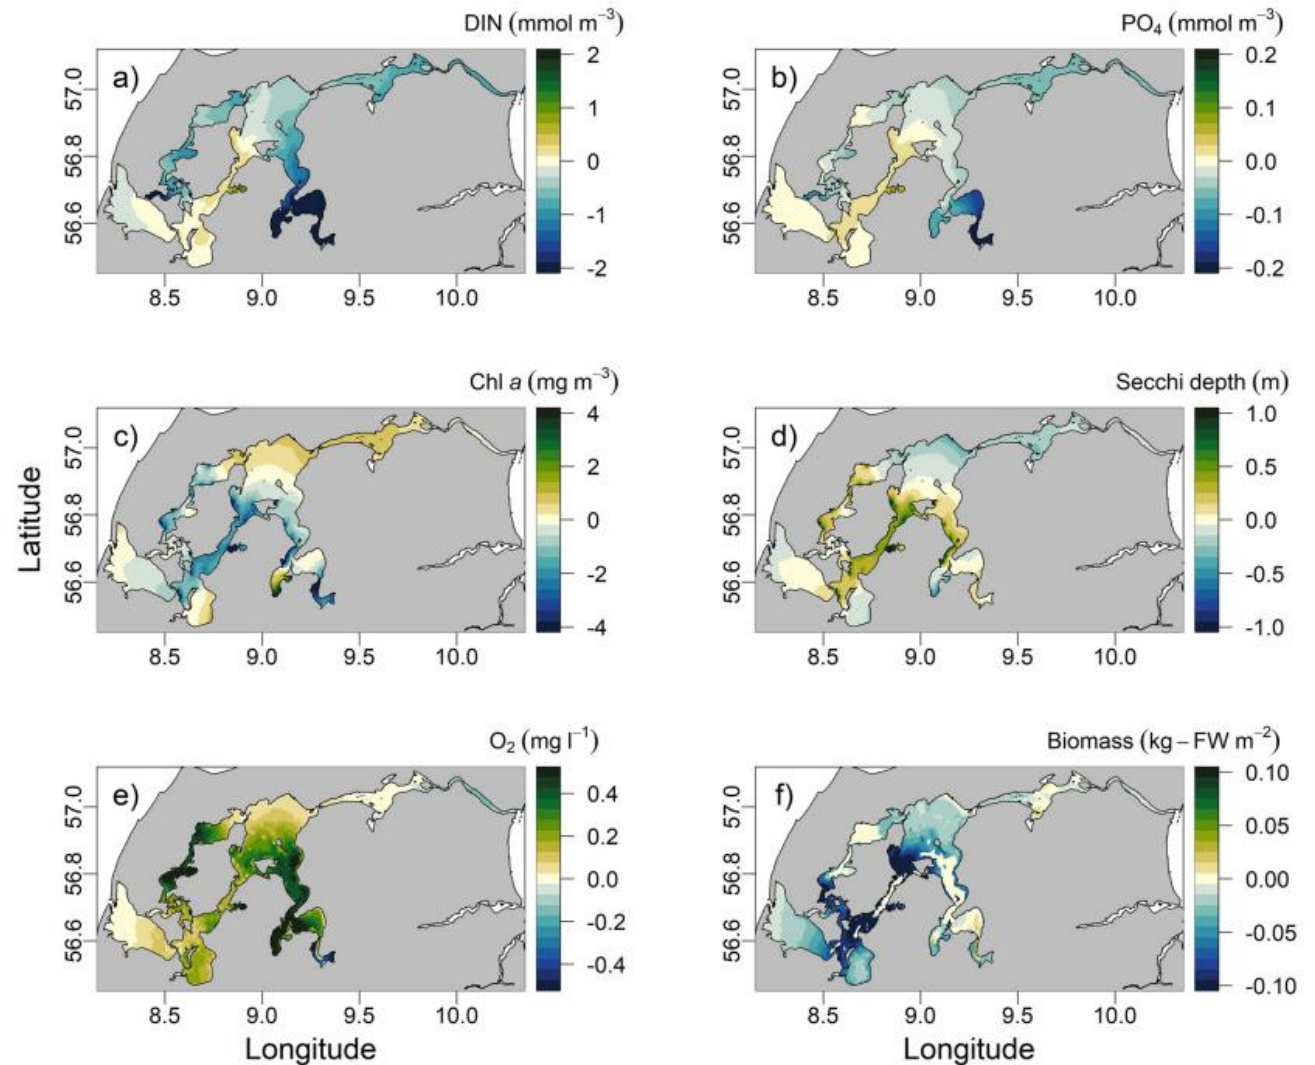 DIN (mmol m⁻³)
a)
57.0
56.8
56.6
2
1
0
-1
-2
8.5 9.0 9.5 10.0
PO₄ (mmol m⁻³)
b)
57.0
56.8
56.6
0.2
0.1
0.0
-0.1
-0.2
8.5 9.0 9.5 10.0
Chl a (mg m⁻³)
c)
57.0
56.8
56.6
4
2
0
-2
-4
8.5 9.0 9.5 10.0
Secchi depth (m)
d)
57.0
56.8
56.6
1.0
0.5
0.0
-0.5
-1.0
8.5 9.0 9.5 10.0
Latitude
O₂ (mg l⁻¹)
e)
57.0
56.8
56.6
0.4
0.2
0.0
-0.2
-0.4
8.5 9.0 9.5 10.0
Longitude
Biomass (kg – FW m⁻²)
f)
57.0
56.8
56.6
0.10
0.05
0.00
-0.05
-0.10
8.5 9.0 9.5 10.0
Longitude